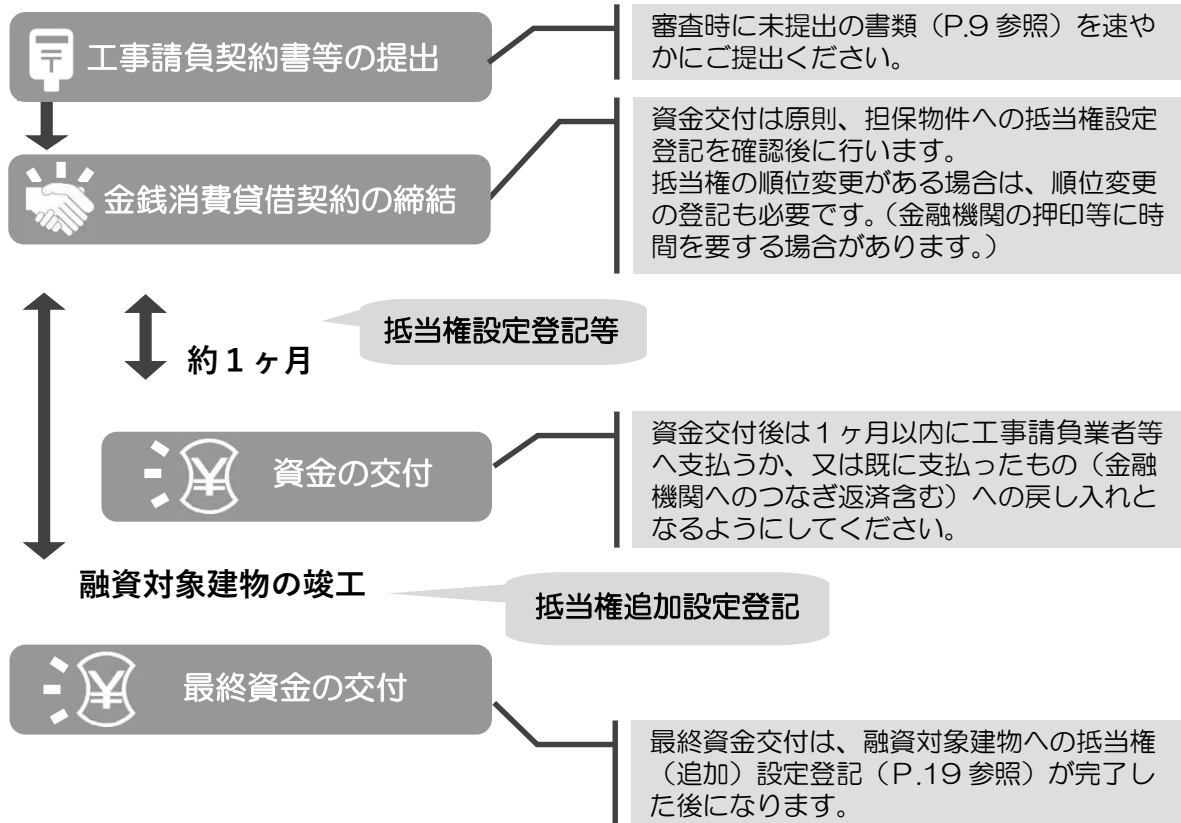 工事請負契約書等の提出
審査時に未提出の書類（P.9参照）を速や
かにご提出ください。
金銭消費貸借契約の締結
資金交付は原則、担保物件への抵当権設定
登記を確認後に行います。
抵当権の順位変更がある場合は、順位変更
の登記も必要です。（金融機関の押印等に時
間を要する場合があります。）
抵当権設定登記等
約１ヶ月
資金の交付
資金交付後は１ヶ月以内に工事請負業者等
へ支払うか、又は既に支払ったもの（金融
機関へのつなぎ返済含む）への戻し入れと
なるようにしてください。
融資対象建物の竣工
抵当権追加設定登記
最終資金の交付
最終資金交付は、融資対象建物への抵当権
（追加）設定登記（P.19参照）が完了し
た後になります。